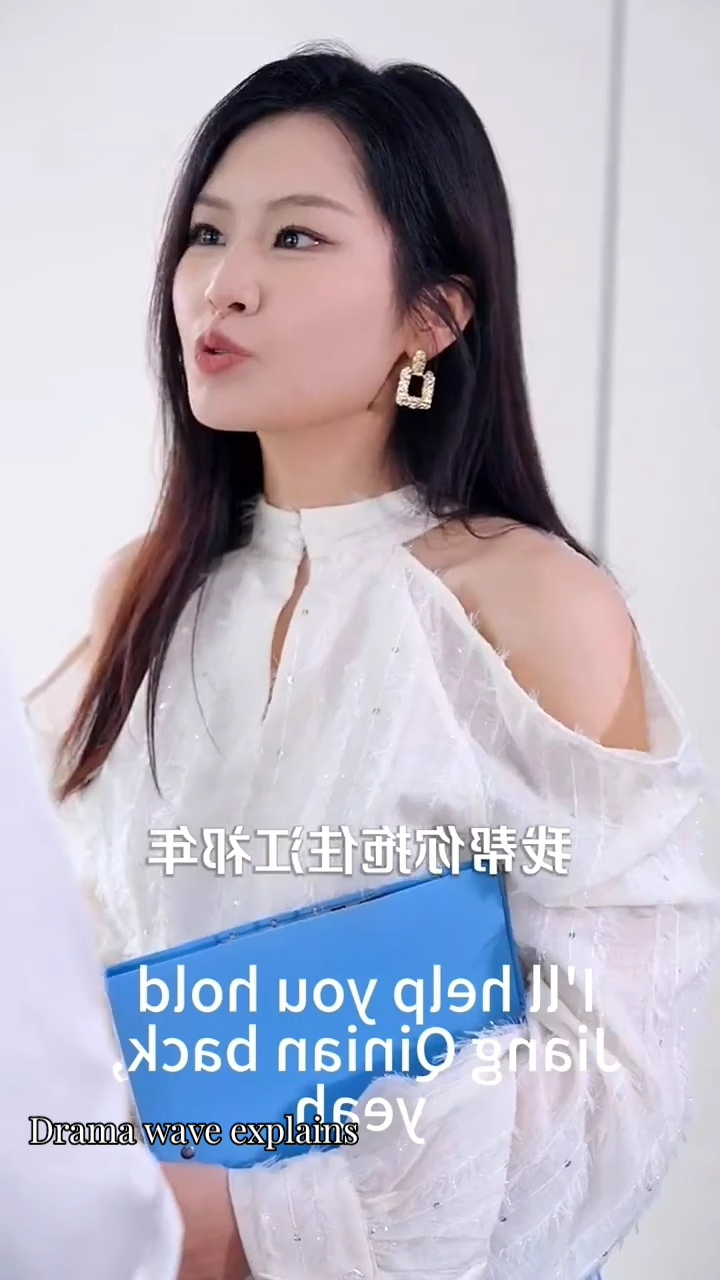 我帮你拖住江祁年
I'll help you hold
Jiang Qinian back,
yeah
Drama wave explains